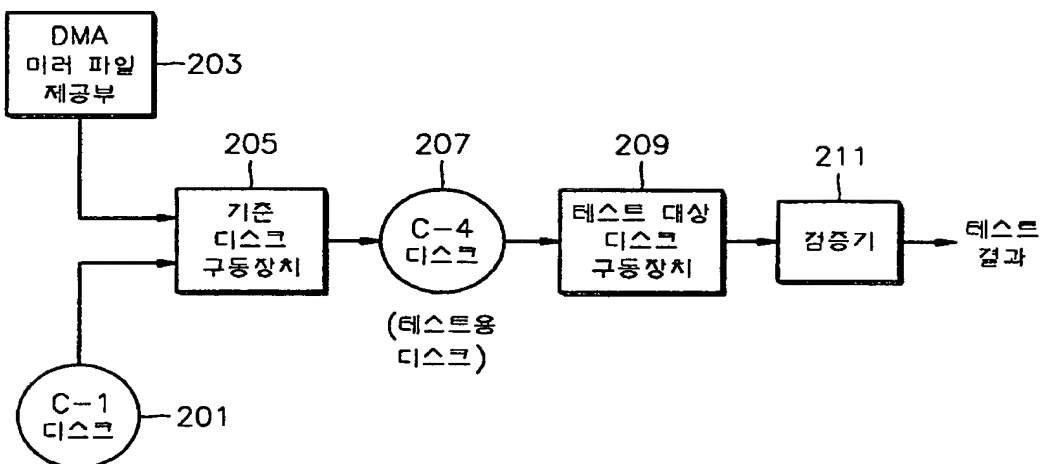 DMA
미러 파일
제공부
203
205
기준
디스크
구동장치
207
C-4
디스크
(테스트용
디스크)
209
테스트 대상
디스크
구동장치
211
검증기
테스트
결과
C-1
디스크
201